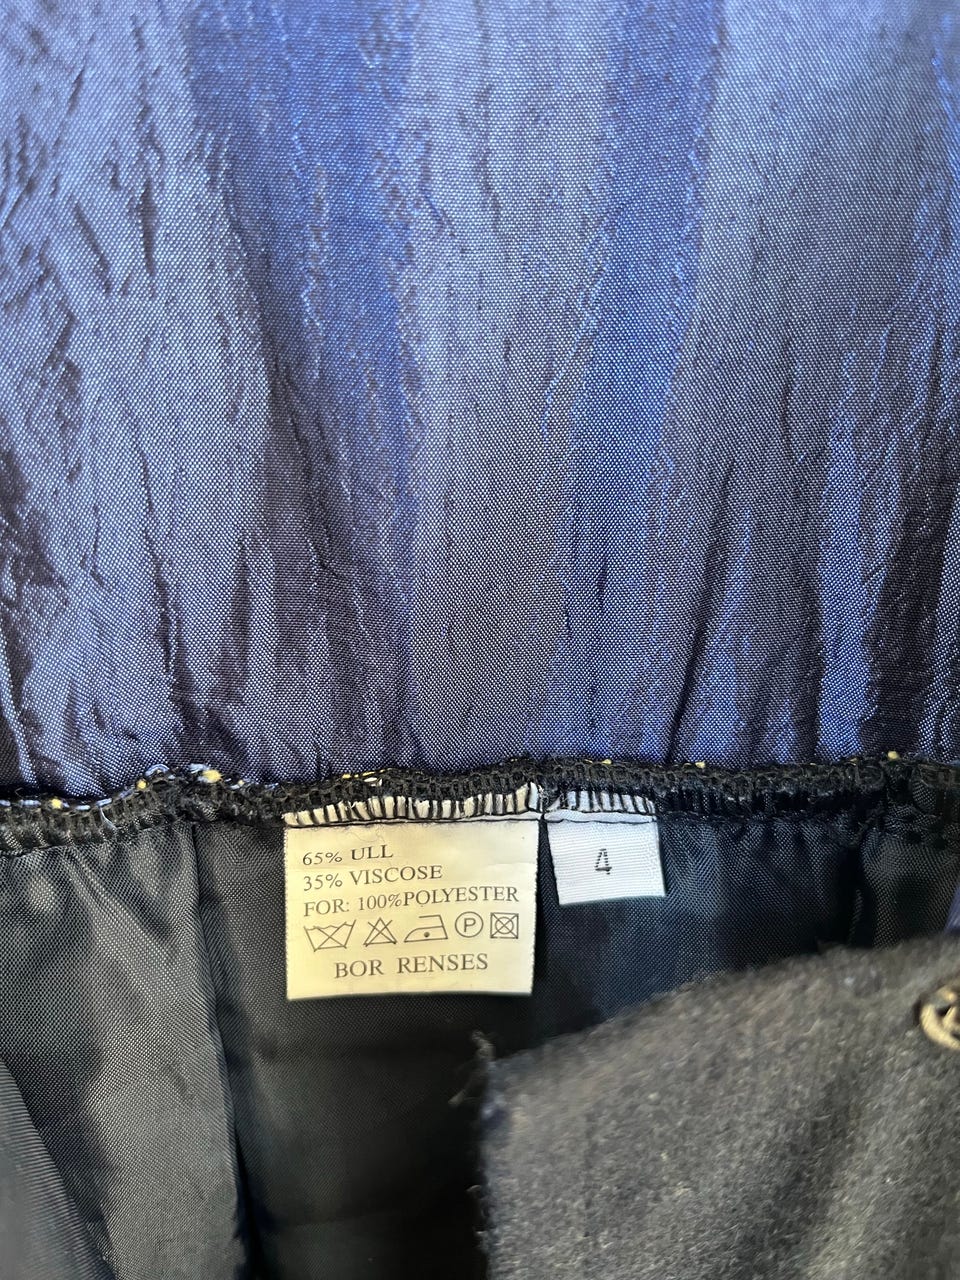 65% ULL
35% VISCOSE
FOR: 100%POLYESTER
P
BOR RENSES
4